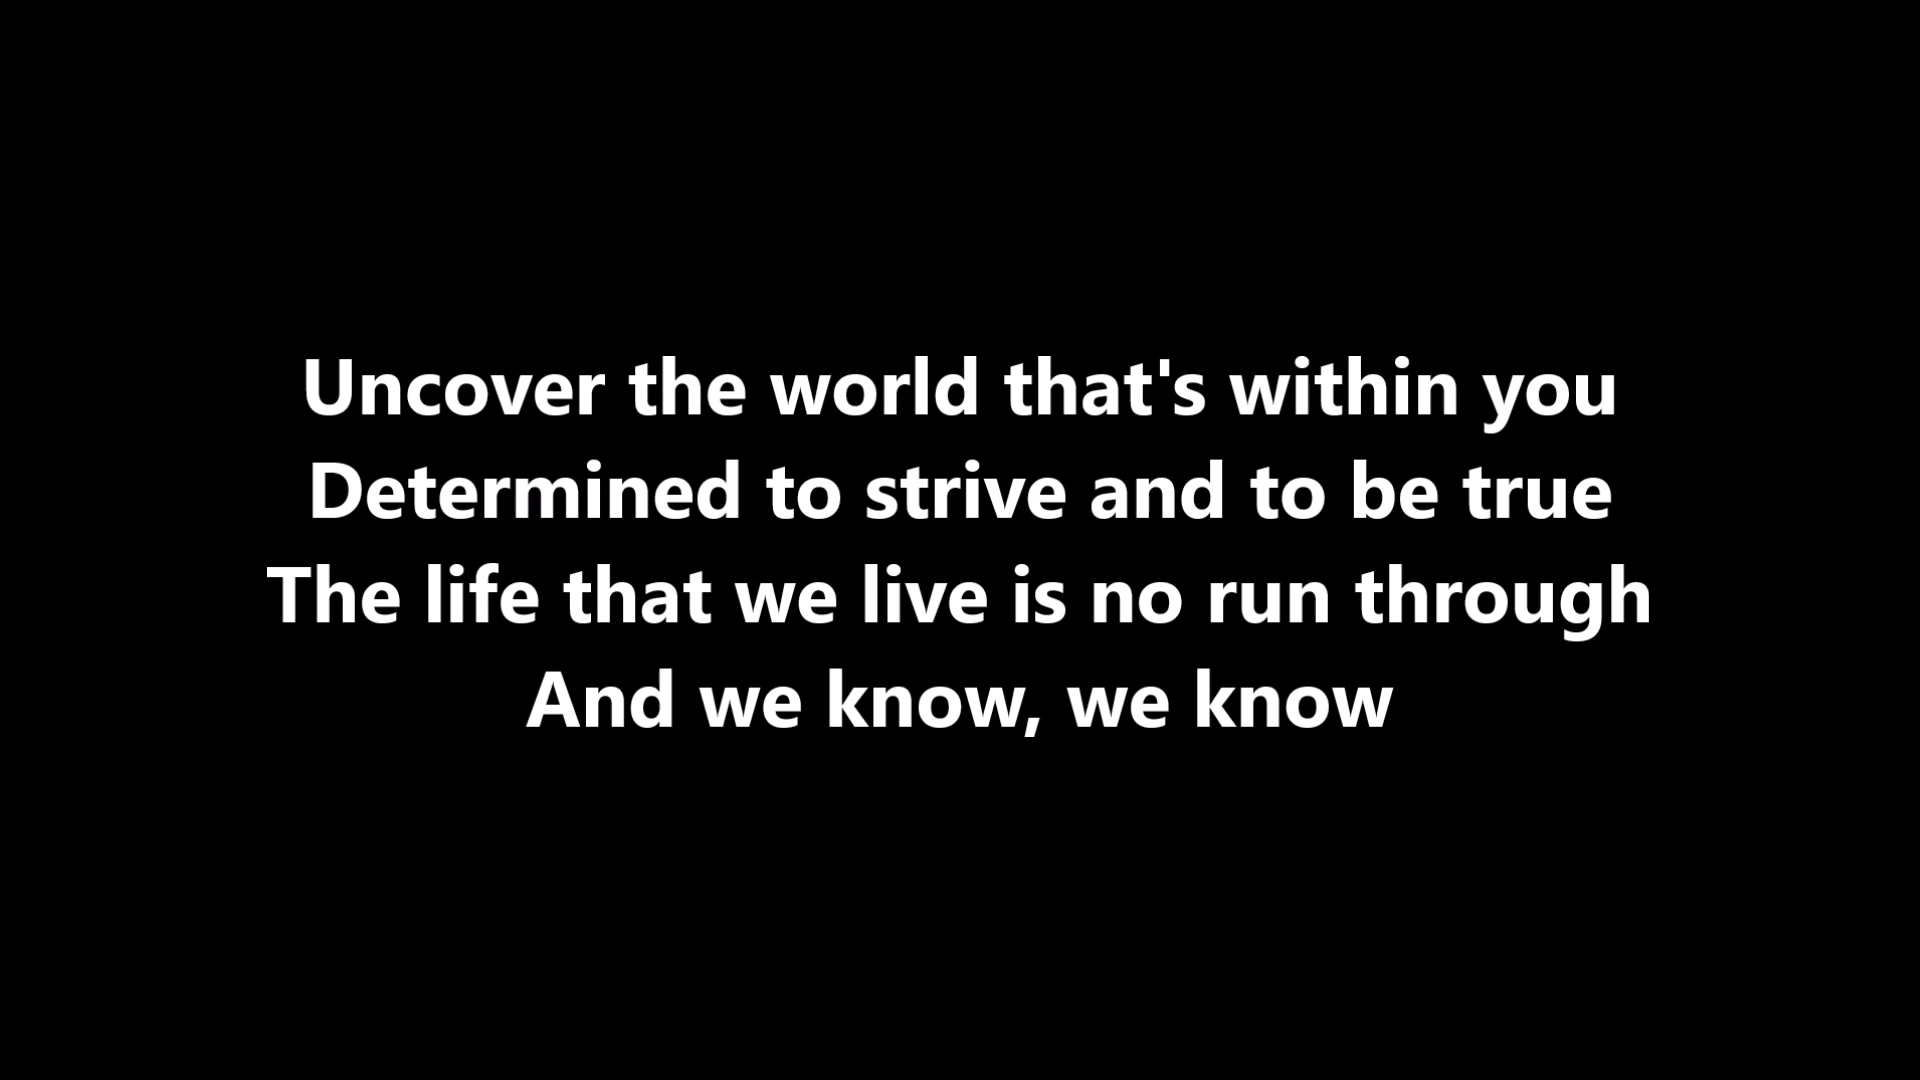 Uncover the world that's within you
Determined to strive and to be true
The life that we live is no run through
And we know, we know